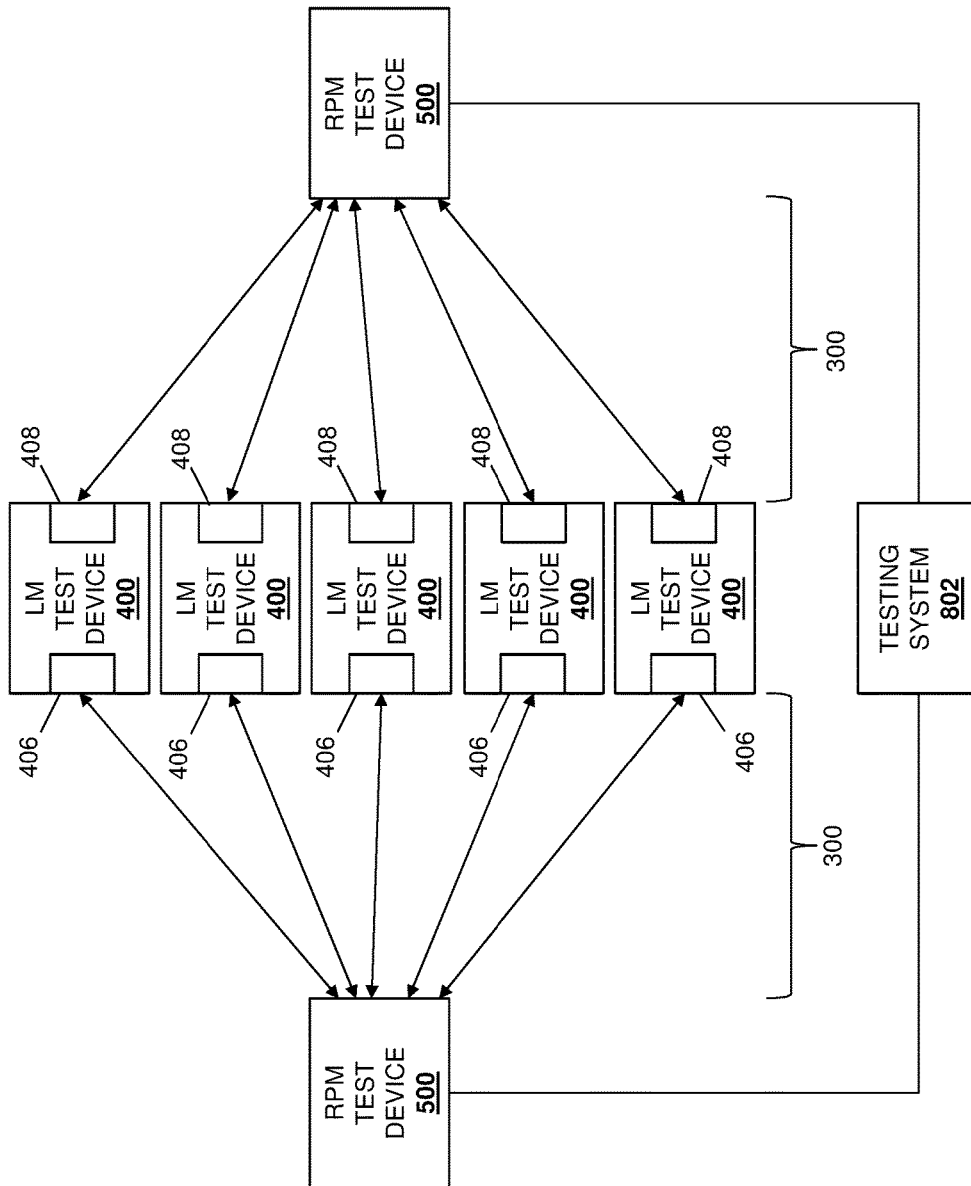 406
LM
TEST
DEVICE
400
408
406
LM
TEST
DEVICE
400
408
RPM
TEST
DEVICE
500
406
LM
TEST
DEVICE
400
408
RPM
TEST
DEVICE
500
406
LM
TEST
DEVICE
400
408
LM
TEST
DEVICE
400
406
408
300
300
TESTING
SYSTEM
802